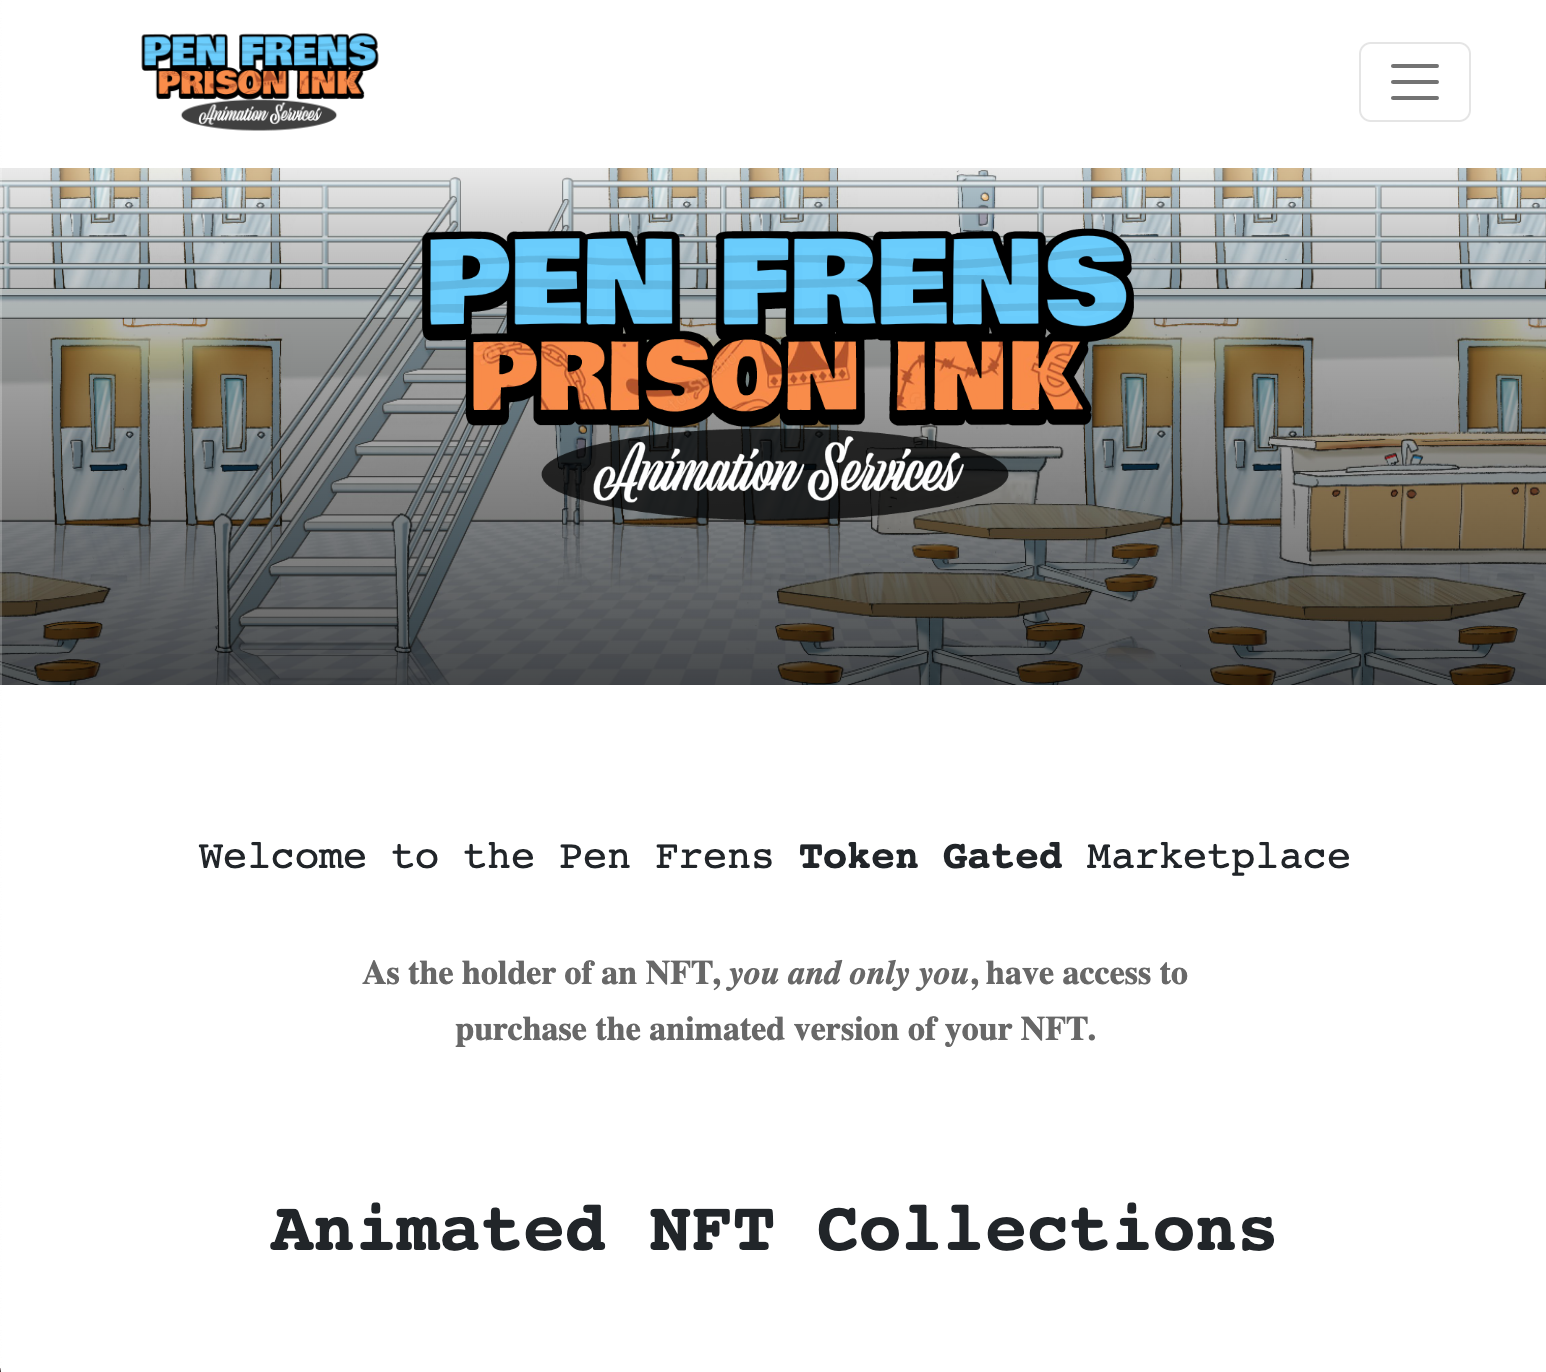 PEN FRENS
PRISON INK
Animation Services
PEN FRENS
PRISON INK
Animation Services
Welcome to the Pen Frens Token Gated Marketplace
As the holder of an NFT, you and only you, have access to
purchase the animated version of your NFT.
Animated NFT Collections